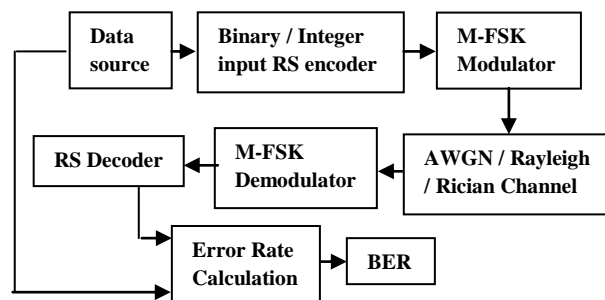 Data
source
Binary / Integer
input RS encoder
M-FSK
Modulator
RS Decoder
M-FSK
Demodulator
AWGN / Rayleigh
/ Rician Channel
Error Rate
Calculation
BER